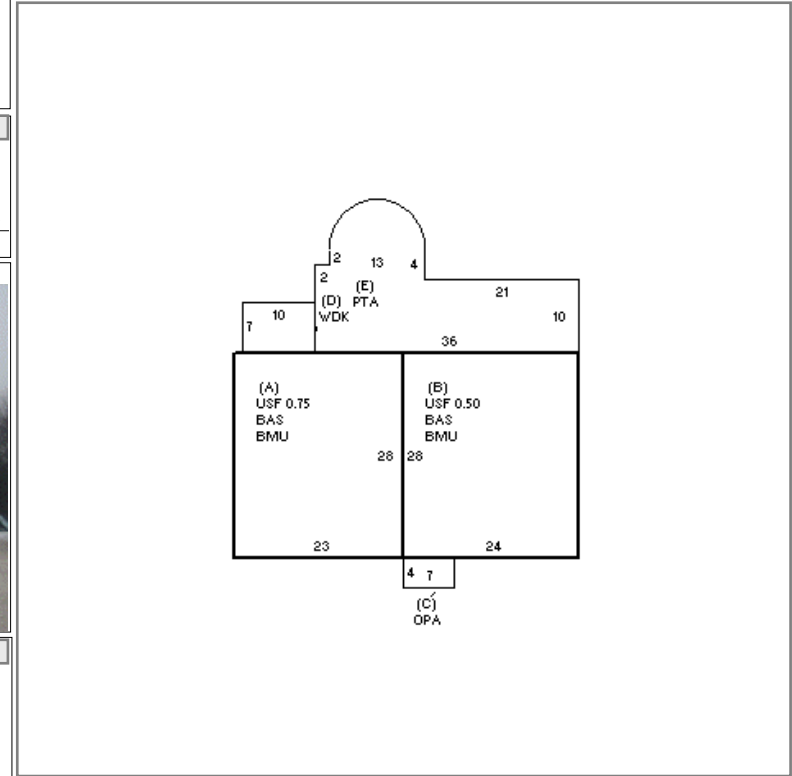 2
13
4
2
(E)
PTA
(D)
WDK
21
10
7
10
36
(A)
USF 0.75
BAS
BMU
(B)
USF 0.50
BAS
BMU
28
28
23
24
4
7
(C)
OPA